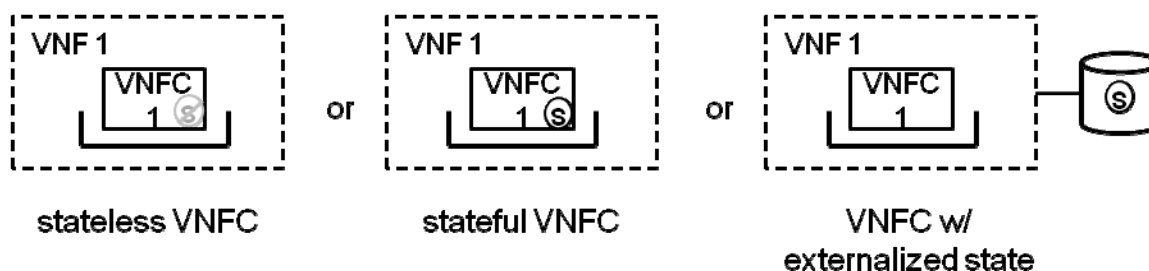 VNF 1
VNFC
1 S
stateless VNFC
or
VNF 1
VNFC
1 S
stateful VNFC
or
VNF 1
VNFC
1
S
VNFC w/
externalized state